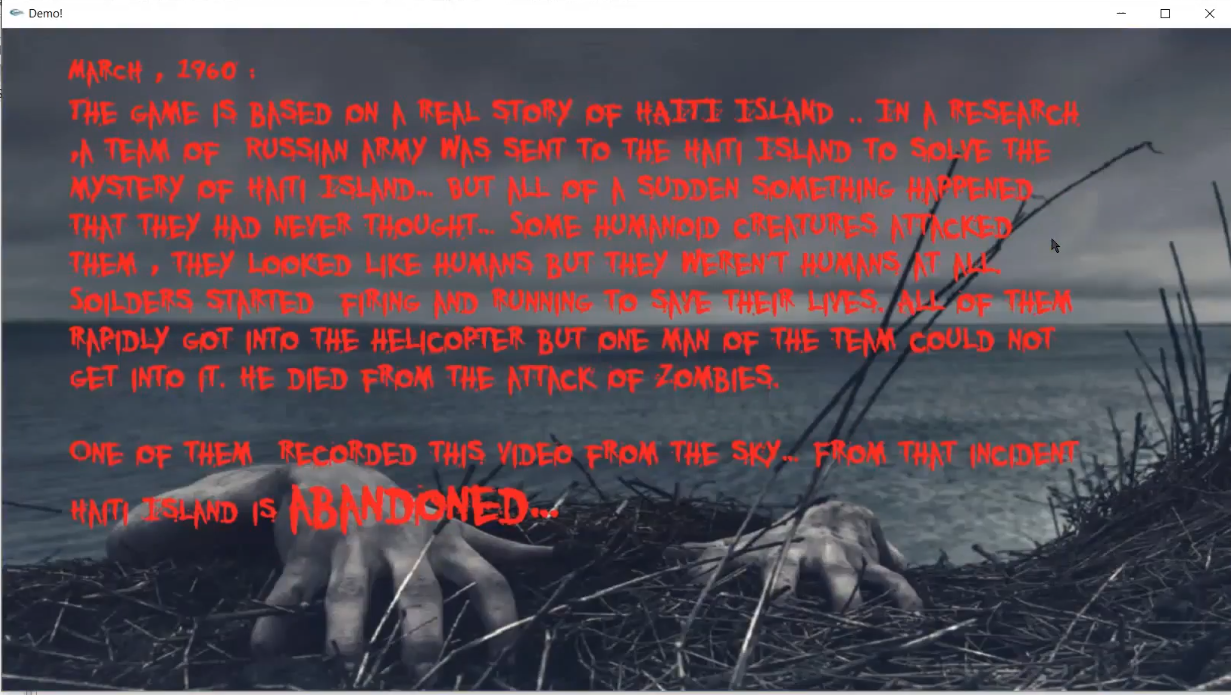 Demo!
MARCH , 1960 :
THE GAME IS BASED ON A REAL STORY OF HAITI ISLAND .. IN A RESEARCH
,A TEAM OF RUSSIAN ARMY WAS SENT TO THE HAITI ISLAND TO SOLVE THE
MYSTERY OF HAITI ISLAND... BUT ALL OF A SUDDEN SOMETHING HAPPENED
THAT THEY HAD NEVER THOUGHT... SOME HUMANOID CREATURES ATTACKED
THEM , THEY LOOKED LIKE HUMANS BUT THEY WEREN'T HUMANS AT ALL.
SOILDERS STARTED FIRING AND RUNNING TO SAVE THEIR LIVES. ALL OF THEM
RAPIDLY GOT INTO THE HELICOPTER BUT ONE MAN OF THE TEAM COULD NOT
GET INTO IT. HE DIED FROM THE ATTACK OF ZOMBIES.
ONE OF THEM RECORDED THIS VIDEO FROM THE SKY... FROM THAT INCIDENT
HAITI ISLAND IS ABANDONED...